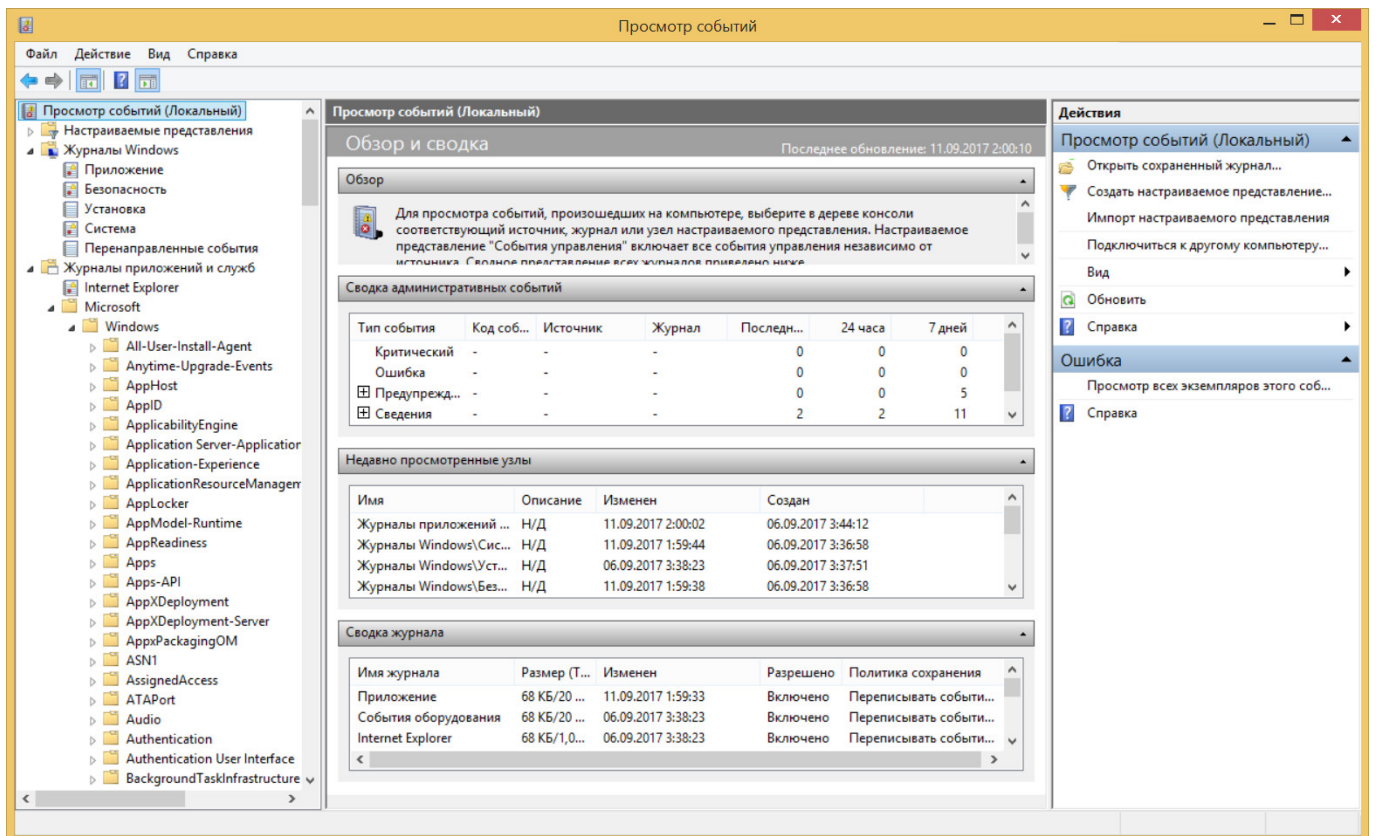 Просмотр событий
Файл Действие Вид Справка
Просмотр событий (Локальный)
Настраиваемые представления
Журналы Windows
Приложение
Безопасность
Установка
Система
Перенаправленные события
Журналы приложений и служб
Internet Explorer
Microsoft
Windows
All-User-Install-Agent
Anytime-Upgrade-Events
AppHost
AppID
ApplicabilityEngine
Application Server-Application
Application-Experience
ApplicationResourceManagem
AppLocker
AppModel-Runtime
AppReadiness
Apps
Apps-API
AppXDeployment
AppXDeployment-Server
AppxPackagingOM
ASN1
AssignedAccess
ATAPort
Audio
Authentication
Authentication User Interface
BackgroundTaskInfrastructure
Просмотр событий (Локальный)
Обзор и сводка Последнее обновление: 11.09.2017 2:00:10
Обзор
Для просмотра событий, произошедших на компьютере, выберите в дереве консоли
соответствующий источник, журнал или узел настраиваемого представления. Настраиваемое
представление "События управления" включает все события управления независимо от
источника. Сводное представление всех журналов приведено ниже.
Сводка административных событий
Тип события Код соб... Источник Журнал Последн... 24 часа 7 дней
Критический - - - 0 0 0
Ошибка - - - 0 0 0
Предупрежд... - - - 0 0 5
Сведения - - - 2 2 11
Недавно просмотренные узлы
Имя Описание Изменен Создан
Журналы приложений ... Н/Д 11.09.2017 2:00:02 06.09.2017 3:44:12
Журналы Windows\Сис... Н/Д 11.09.2017 1:59:44 06.09.2017 3:36:58
Журналы Windows\Уст... Н/Д 06.09.2017 3:38:23 06.09.2017 3:37:51
Журналы Windows\Без... Н/Д 11.09.2017 1:59:38 06.09.2017 3:36:58
Сводка журнала
Имя журнала Размер (Т... Изменен Разрешено Политика сохранения
Приложение 68 КБ/20 ... 11.09.2017 1:59:33 Включено Переписывать событи...
События оборудования 68 КБ/20 ... 06.09.2017 3:38:23 Включено Переписывать событи...
Internet Explorer 68 КБ/1,0... 06.09.2017 3:38:23 Включено Переписывать событи...
Действия
Просмотр событий (Локальный)
Открыть сохраненный журнал...
Создать настраиваемое представление...
Импорт настраиваемого представления
Подключиться к другому компьютеру...
Вид
Обновить
Справка
Ошибка
Просмотр всех экземпляров этого соб...
Справка